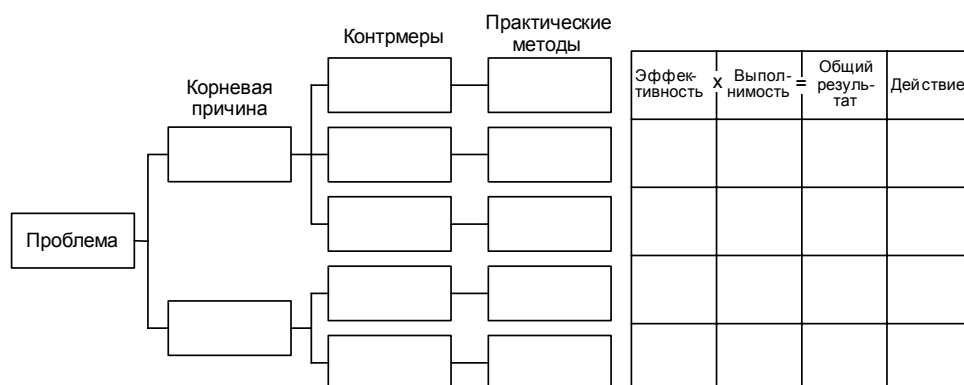 Контрмеры
Практические
методы
Корневая
причина
Проблема
Эффек-
тивность
x
Выпол-
нимость
=
Общий
резуль-
тат
Действие